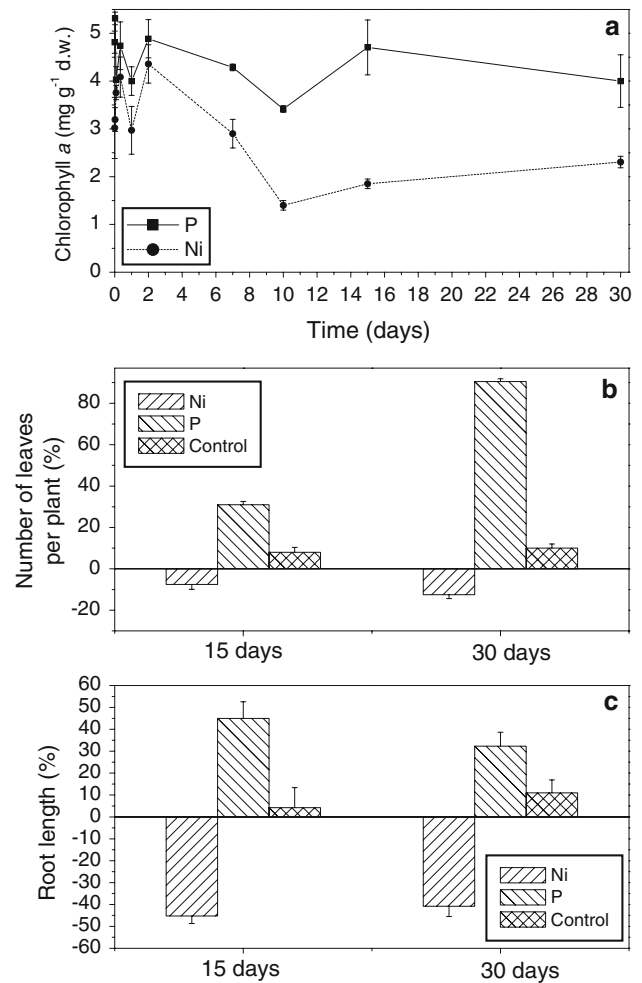 a
Chlorophyll a (mg g-1 d.w.)
5
4
3
2
1
0
P
Ni
0 2 4 6 8 10 12 14 16 18 20 22 24 26 28 30
Time (days)
b
Number of leaves
per plant (%)
80
60
40
20
0
-20
Ni
P
Control
15 days 30 days
c
Root length (%)
60
50
40
30
20
10
0
-10
-20
-30
-40
-50
-60
Ni
P
Control
15 days 30 days